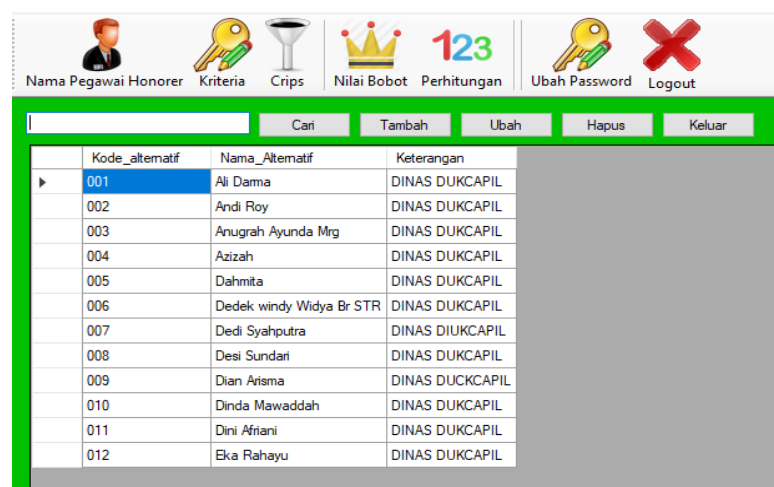 123
Nama Pegawai Honorer Kriteria Crips Nilai Bobot Perhitungan Ubah Password Logout
Cari Tambah Ubah Hapus Keluar
Kode_alternatif Nama_Alternatif Keterangan
001 Ali Darma DINAS DUKCAPIL
002 Andi Roy DINAS DUKCAPIL
003 Anugrah Ayunda Mrg DINAS DUKCAPIL
004 Azizah DINAS DUKCAPIL
005 Dahmita DINAS DUKCAPIL
006 Dedek windy Widya Br STR DINAS DUKCAPIL
007 Dedi Syahputra DINAS DIUKCAPIL
008 Desi Sundari DINAS DUKCAPIL
009 Dian Arisma DINAS DUCKCAPIL
010 Dinda Mawaddah DINAS DUKCAPIL
011 Dini Afriani DINAS DUKCAPIL
012 Eka Rahayu DINAS DUKCAPIL